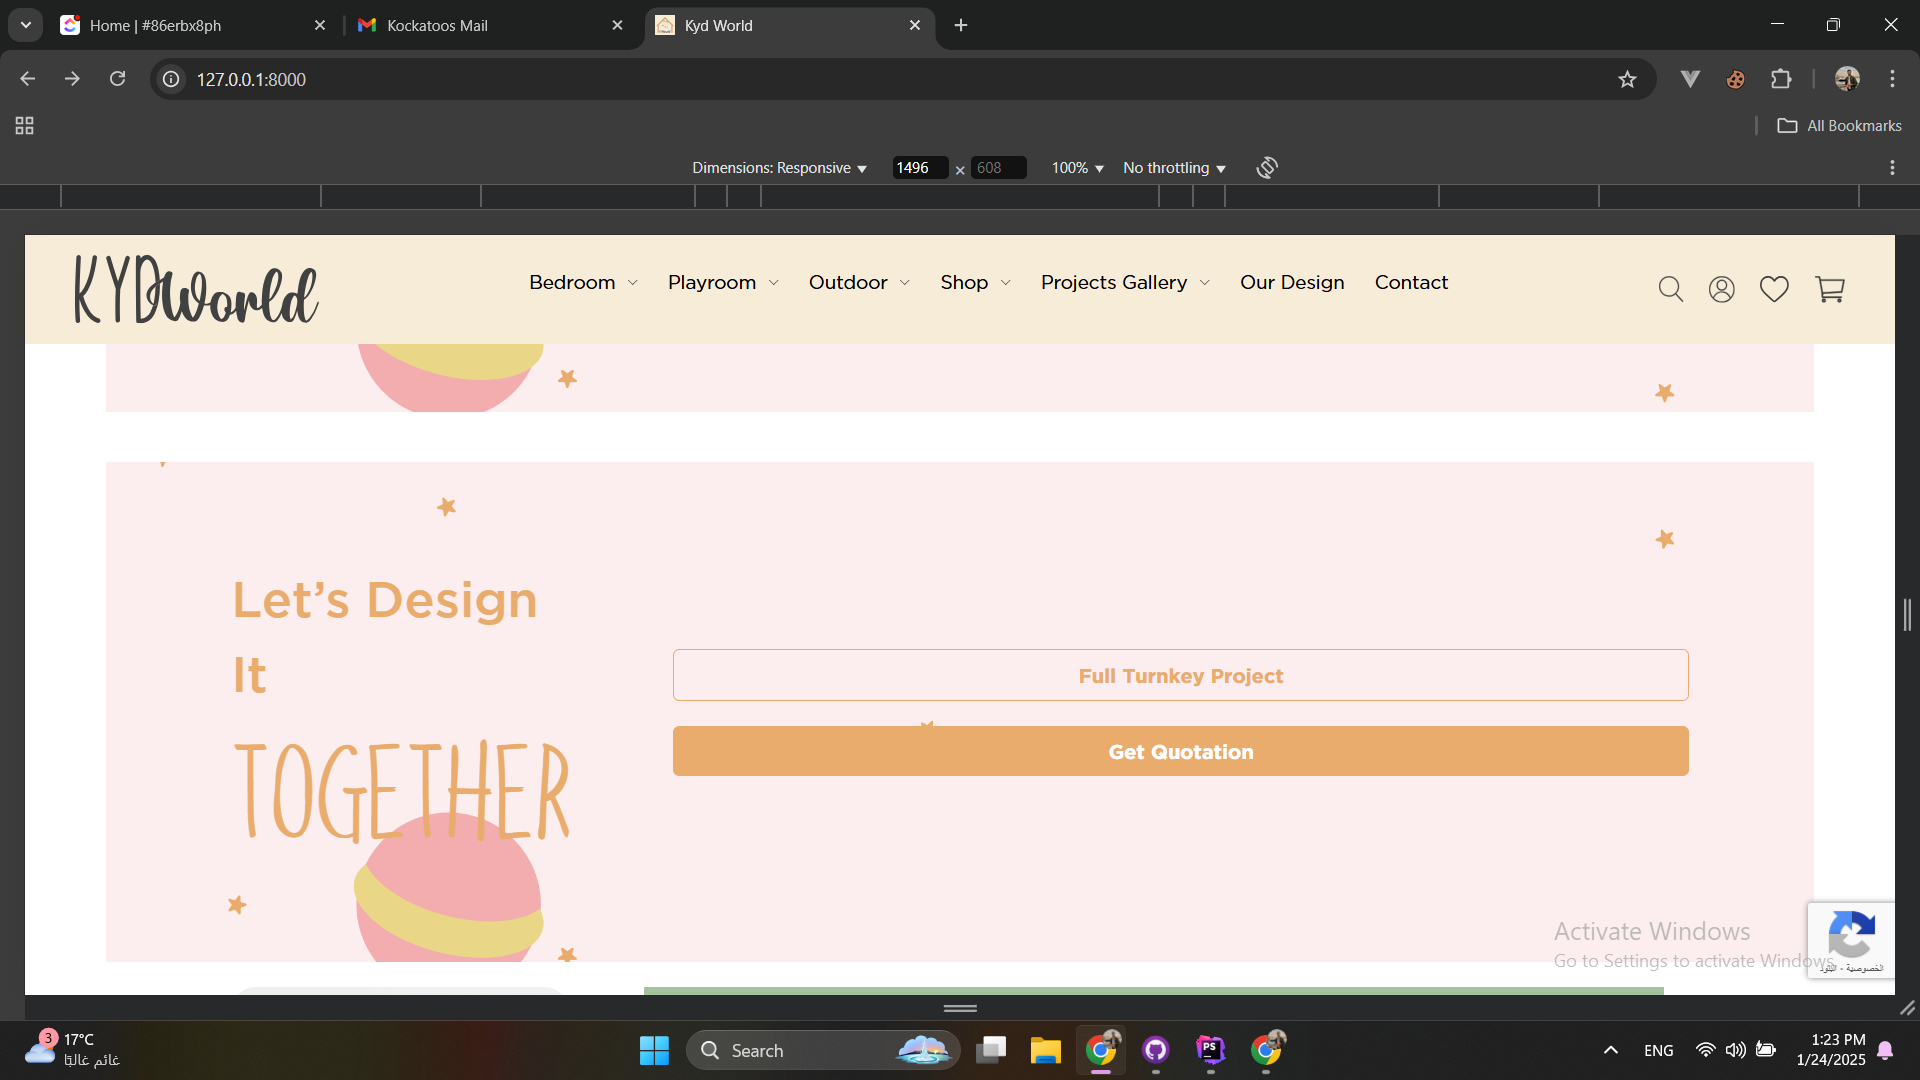 Home | #86erbx8ph
Kockatoos Mail
Kyd World
127.0.0.1:8000
All Bookmarks
Dimensions: Responsive
1496 × 608
100%
No throttling
KYDWorld
Bedroom
Playroom
Outdoor
Shop
Projects Gallery
Our Design
Contact
Let’s Design
It
TOGETHER
Full Turnkey Project
Get Quotation
Activate Windows
Go to Settings to activate Windows.
الخصوصية - البنود
3
17°C
غائم غالبًا
Search
PS
ENG
1:23 PM
1/24/2025